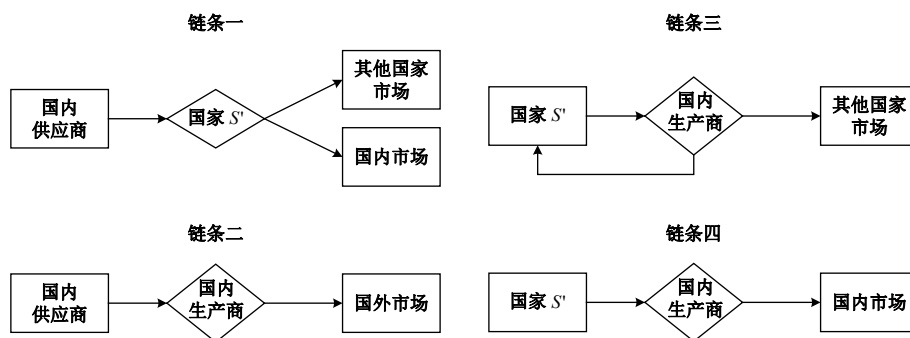 链条一
国内
供应商
国家 S'
其他国家
市场
国内市场
链条三
国家 S'
国内
生产商
其他国家
市场
链条二
国内
供应商
国内
生产商
国外市场
链条四
国家 S'
国内
生产商
国内市场